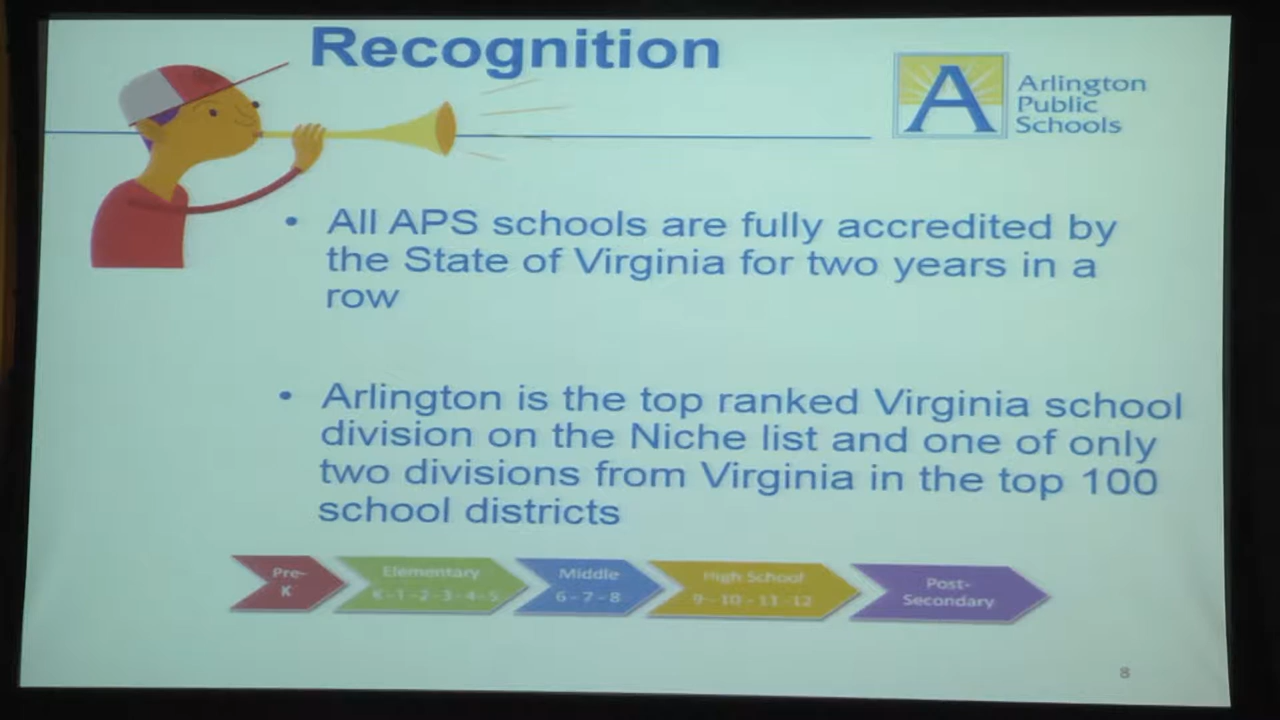 Recognition
Arlington
Public
Schools
A
• All APS schools are fully accredited by
the State of Virginia for two years in a
row
• Arlington is the top ranked Virginia school
division on the Niche list and one of only
two divisions from Virginia in the top 100
school districts
Pre-
K
Elementary
K-1-2-3-4-5
Middle
6-7-8
High School
9-10-11-12
Post-
Secondary
8